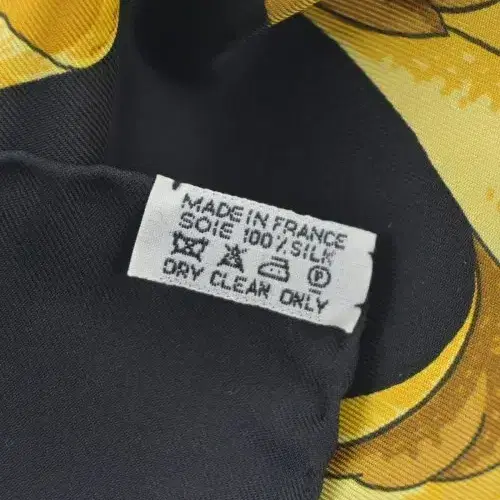 MADE IN FRANCE
SOIE 100% SILK
P
DRY CLEAN ONLY